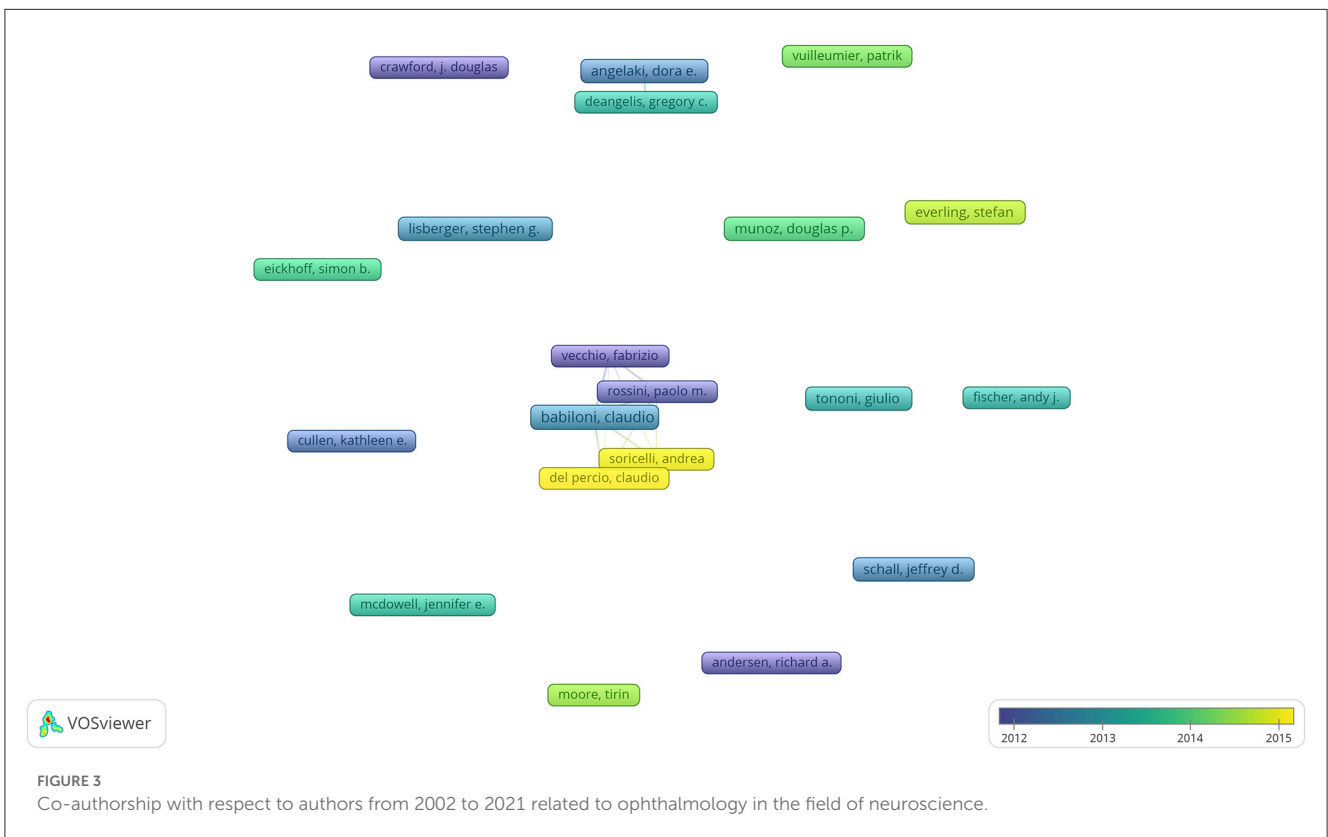 crawford, j. douglas
angelaki, dora e.
vuilleumier, patrik
deangelis, gregory c.
everling, stefan
lisberger, stephen g.
munoz, douglas p.
eickhoff, simon b.
vecchio, fabrizio
rossini, paolo m.
tononi, giulio
fischer, andy j.
babiloni, claudio
cullen, kathleen e.
soricelli, andrea
del percio, claudio
schall, jeffrey d.
mcdowell, jennifer e.
andersen, richard a.
moore, tirin
VOSviewer
2012 2013 2014 2015
FIGURE 3
Co-authorship with respect to authors from 2002 to 2021 related to ophthalmology in the field of neuroscience.